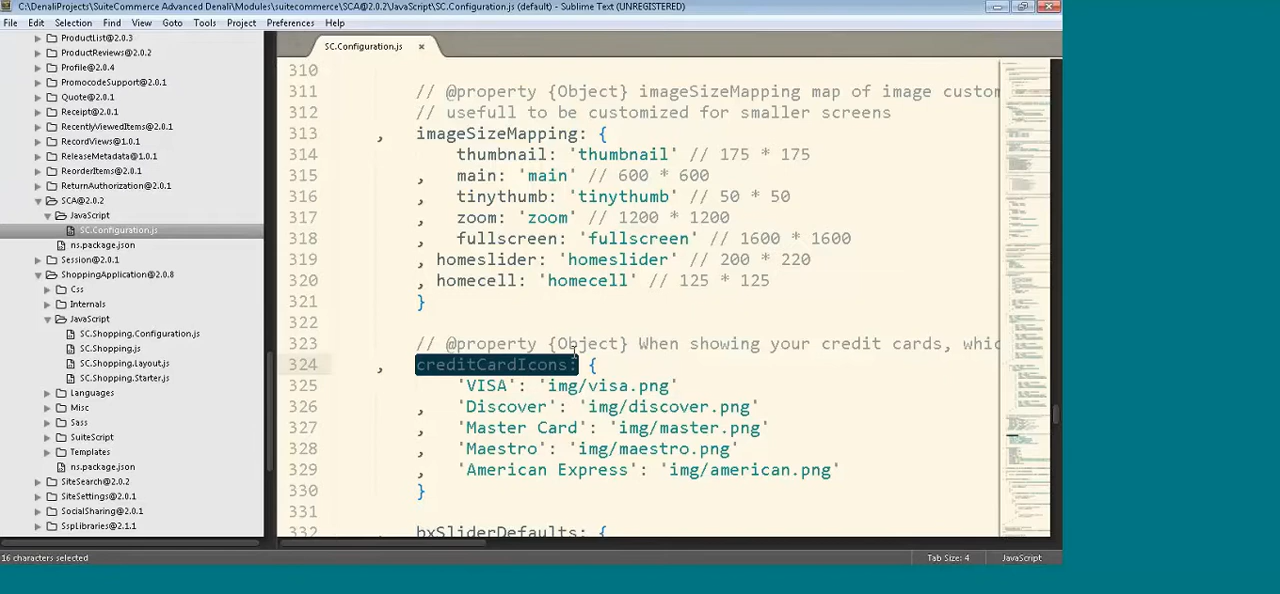 C:\DenaliProjects\SuiteCommerce Advanced Denali\Modules\suitecommerce\SCA@2.0.2\JavaScript\SC.Configuration.js (default) - Sublime Text (UNREGISTERED)
File Edit Selection Find View Goto Tools Project Preferences Help
ProductList@2.0.3
ProductReviews@2.0.2
Profile@2.0.4
PromocodeSupport@2.0.1
Quote@2.0.1
Receipt@2.0.1
RecentlyViewedItems@2.0.1
RecordViews@1.0.1
ReleaseMetadata@1.0.1
ReorderItems@2.0.1
ReturnAuthorization@2.0.1
SCA@2.0.2
JavaScript
SC.Configuration.js
ns.package.json
Session@2.0.1
ShoppingApplication@2.0.8
Css
Internals
JavaScript
SC.Shopping.Configuration.js
SC.Shopping.js
SC.Shopping.Layout.js
SC.Shopping.Starter.js
Languages
Misc
Sass
SuiteScript
Templates
ns.package.json
SiteSearch@2.0.2
SiteSettings@2.0.1
SocialSharing@2.0.1
SspLibraries@2.1.1
SC.Configuration.js ×
310
311 // @property {Object} imageSizeMapping map of image custom
312 // usefull to be customized for smaller screens
313 , imageSizeMapping: {
314 thumbnail: 'thumbnail' // 175 * 175
315 , main: 'main' // 600 * 600
316 , tinythumb: 'tinythumb' // 50 * 50
317 , zoom: 'zoom' // 1200 * 1200
318 , fullscreen: 'fullscreen' // 1600 * 1600
319 , homeslider: 'homeslider' // 200 * 220
320 , homecell: 'homecell' // 125 * 125
321 }
322
323 // @property {Object} When showing your credit cards, whic
324 , creditCardIcons: {
325 'VISA': 'img/visa.png'
326 , 'Discover': 'img/discover.png'
327 , 'Master Card': 'img/master.png'
328 , 'Maestro': 'img/maestro.png'
329 , 'American Express': 'img/american.png'
330 }
331
332 , bxSliderDefaults: {
16 characters selected
Tab Size: 4
JavaScript